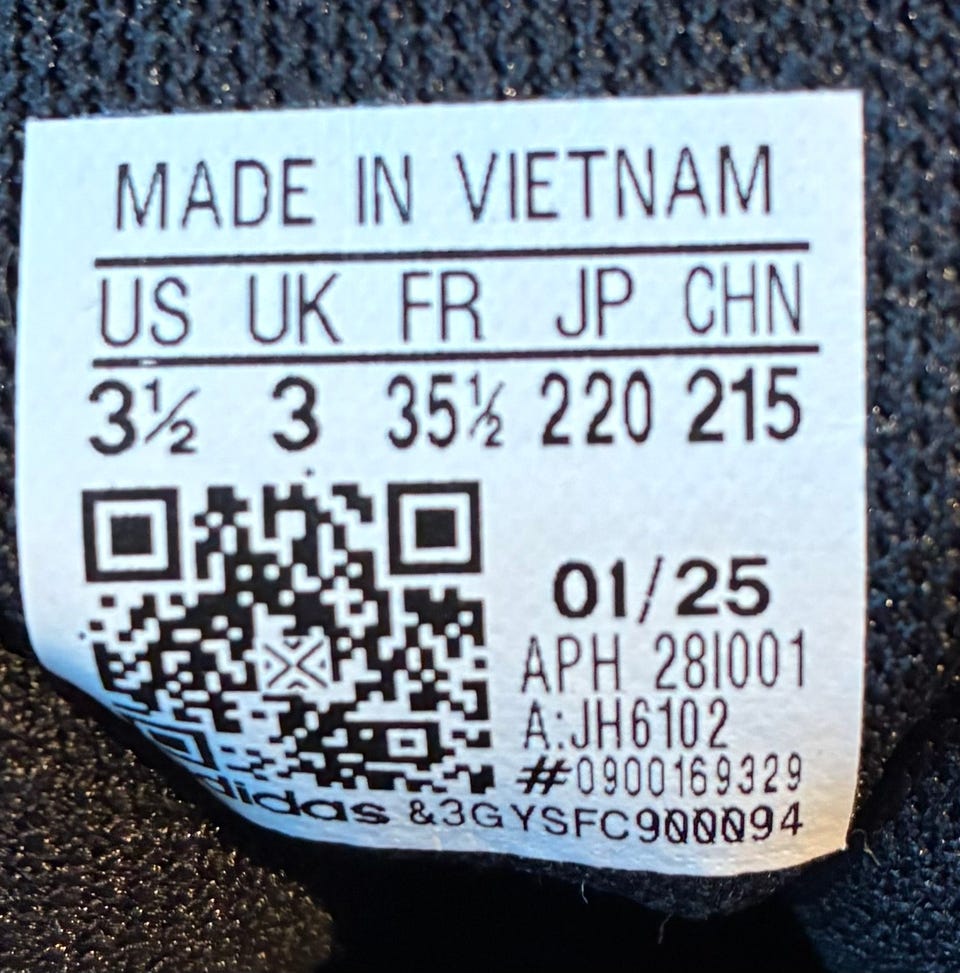 MADE IN VIETNAM
US UK FR JP CHN
3½ 3 35½ 220 215
01/25
APH 28I001
A:JH6102
#0900169329
adidas &3GYSFC900094